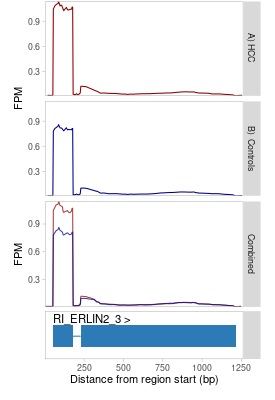 0.9
0.6
0.3
A) HCC
FPM
0.9
0.6
0.3
B) Controls
0.9
0.6
0.3
Combined
FPM
RI_ERLIN2_3 >
250 500 750 1000 1250
Distance from region start (bp)